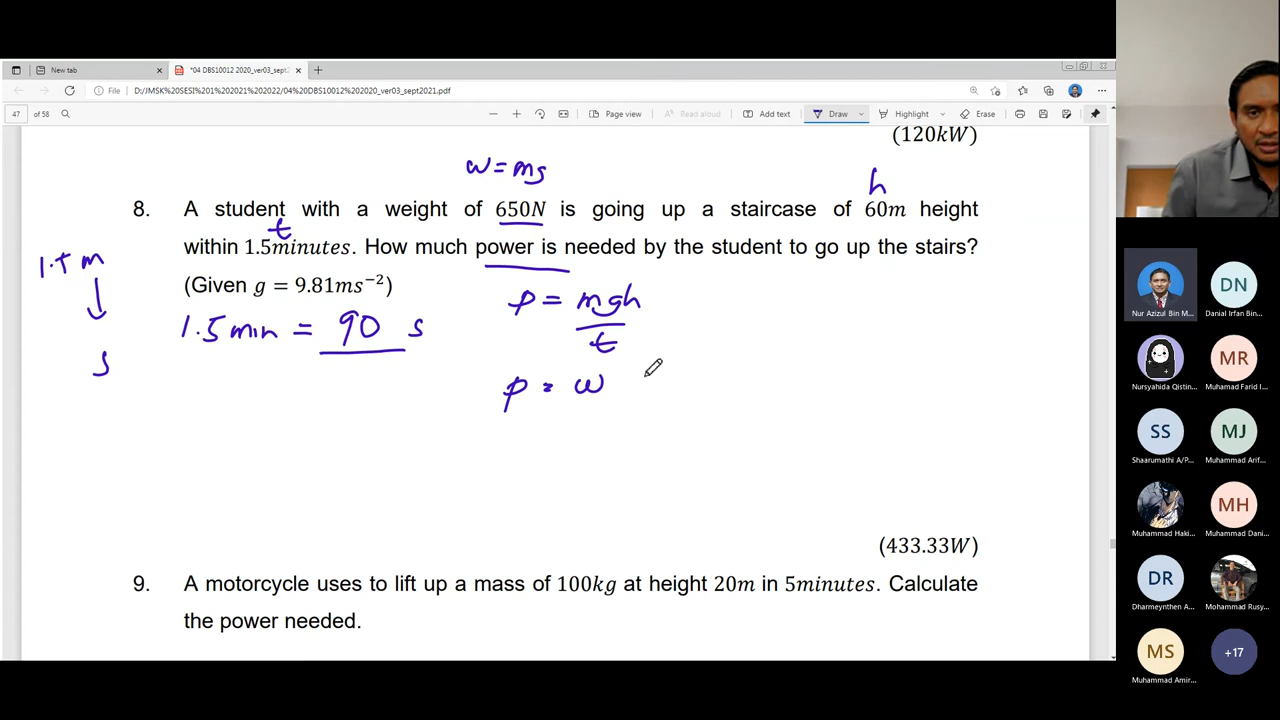 New tab
*04 DBS10012 2020_ver03_sept2
File D:/JMSK%20SESI%201%202021%202022/04%20DBS10012%202020_ver03_sept2021.pdf
47 of 58 Page view Read aloud Add text Draw Highlight Erase
(120kW)
w = mg
h
8. A student with a weight of 650N is going up a staircase of 60m height
t
within 1.5minutes. How much power is needed by the student to go up the stairs?
1.5 m
(Given g = 9.81ms⁻²)
P = mgh
t
1.5 min = 90 s
s
P = w
(433.33W)
9. A motorcycle uses to lift up a mass of 100kg at height 20m in 5minutes. Calculate
the power needed.
Nur Azizul Bin M...
DN
Danial Irfan Bin...
Nursyahida Qistin...
MR
Muhamad Farid I...
SS
Shaarumathi A/P...
MJ
Muhammad Arif...
Muhammad Haki...
MH
Muhammad Dani...
DR
Dharmeynthen A...
Mohammad Rusy...
MS
Muhammad Amir...
+17